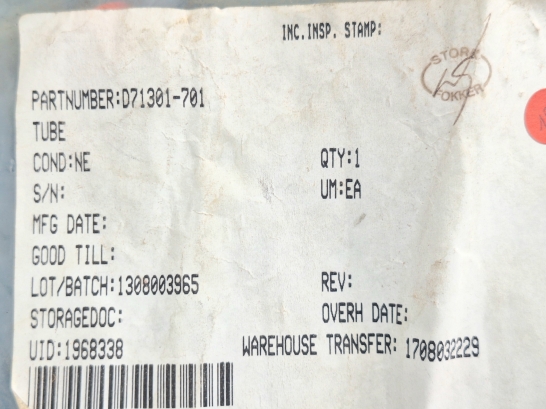 INC.INSP. STAMP:
STORK
FOKKER
PARTNUMBER:D71301-701
TUBE
COND:NE QTY:1
S/N: UM:EA
MFG DATE:
GOOD TILL:
LOT/BATCH:1308003965 REV:
STORAGEDOC: OVERH DATE:
UID:1968338 WAREHOUSE TRANSFER: 1708032229